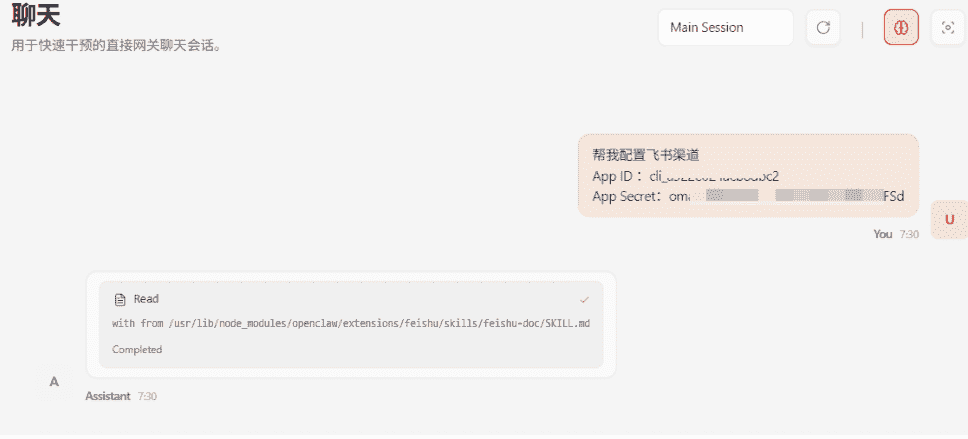 聊天
用于快速干预的直接网关聊天会话。
Main Session
帮我配置飞书渠道
App ID：
App Secret：
U
You 7:30
Read
with from /usr/lib/node_modules/openclaw/extensions/feishu/skills/feishu-doc/SKILL.md
Completed
A
Assistant 7:30